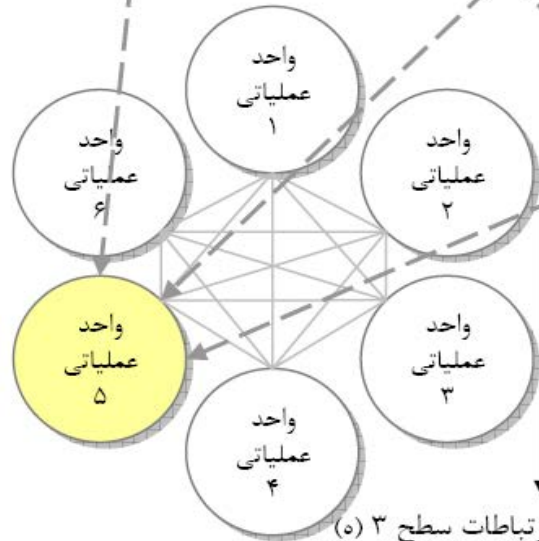 واحد
عملیاتی
۱
واحد
عملیاتی
۲
واحد
عملیاتی
۳
واحد
عملیاتی
۴
واحد
عملیاتی
۵
واحد
عملیاتی
۶
سطح ۳ (۵)